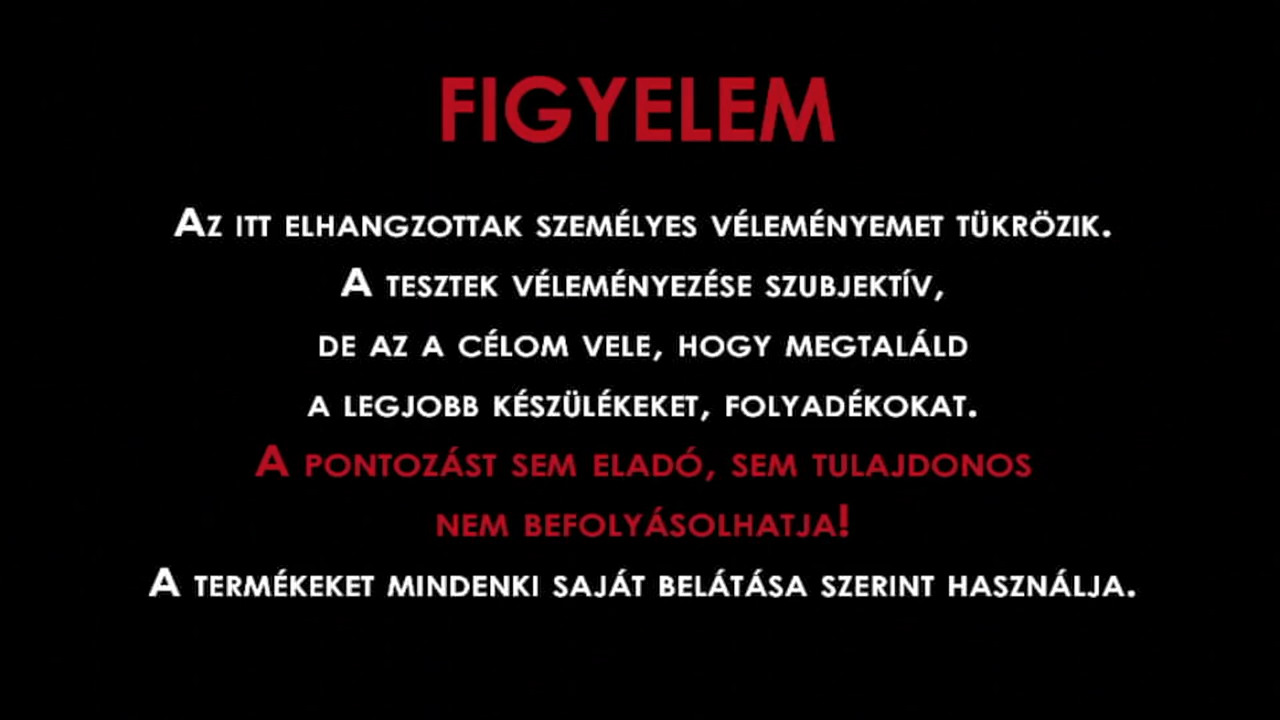 FIGYELEM
Az itt elhangzottak személyes véleményemet tükrözik.
A tesztek véleményezése szubjektív,
de az a célom vele, hogy megtaláld
a legjobb készülékeket, folyadékokat.
A pontozást sem eladó, sem tulajdonos
nem befolyásolhatja!
A termékeket mindenki saját belátása szerint használja.